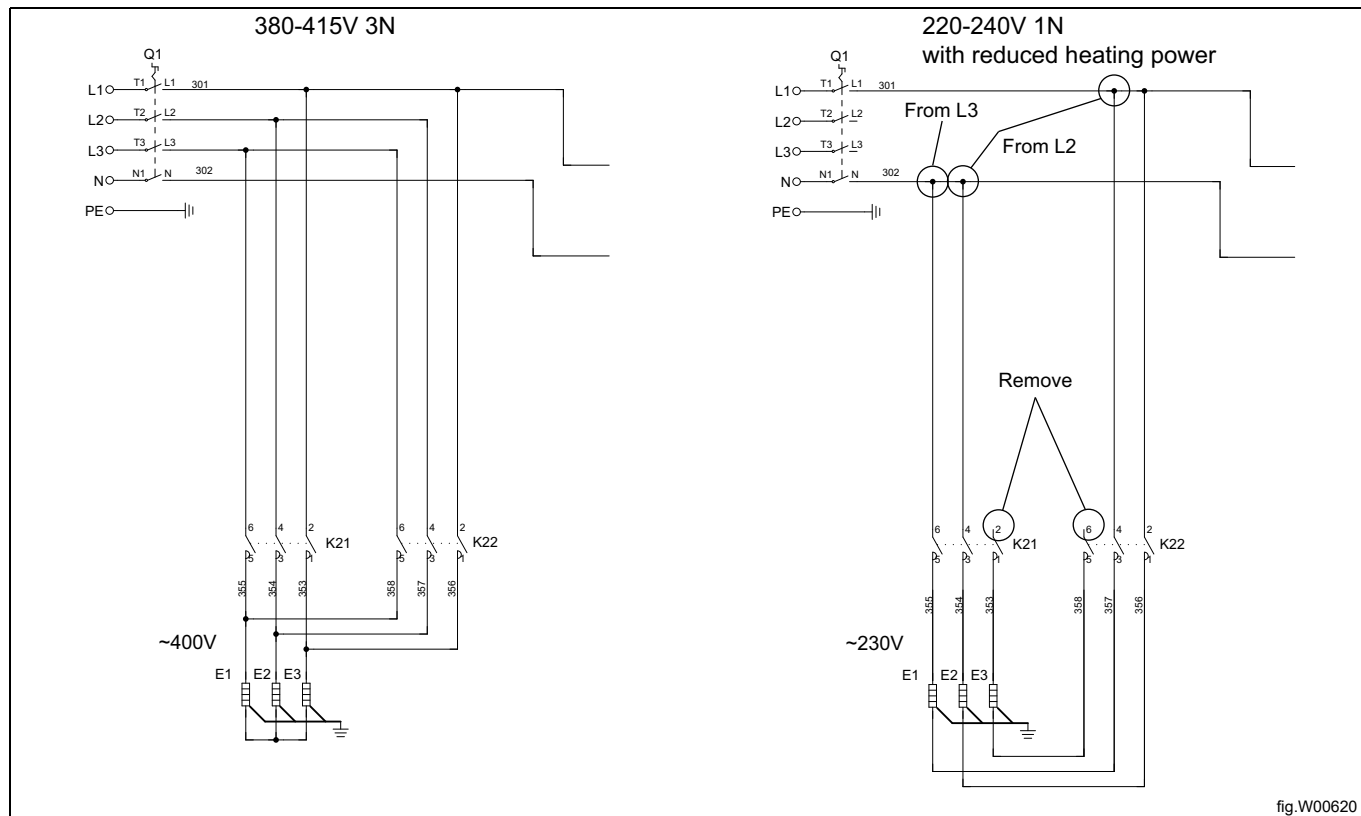 380-415V 3N
Q1
L1 T1 L1 301
L2 T2 L2
L3 T3 L3
N N1 N 302
PE
6 4 2 K21 6 4 2 K22
5 3 1 5 3 1
355 354 353 358 357 356
~400V
E1 E2 E3
220-240V 1N
with reduced heating power
Q1
L1 T1 L1 301
From L3
L2 T2 L2
From L2
L3 T3 L3
N N1 N 302
PE
Remove
6 4 2 K21 6 4 2 K22
5 3 1 5 3 1
355 354 353 358 357 356
~230V
E1 E2 E3
fig.W00620